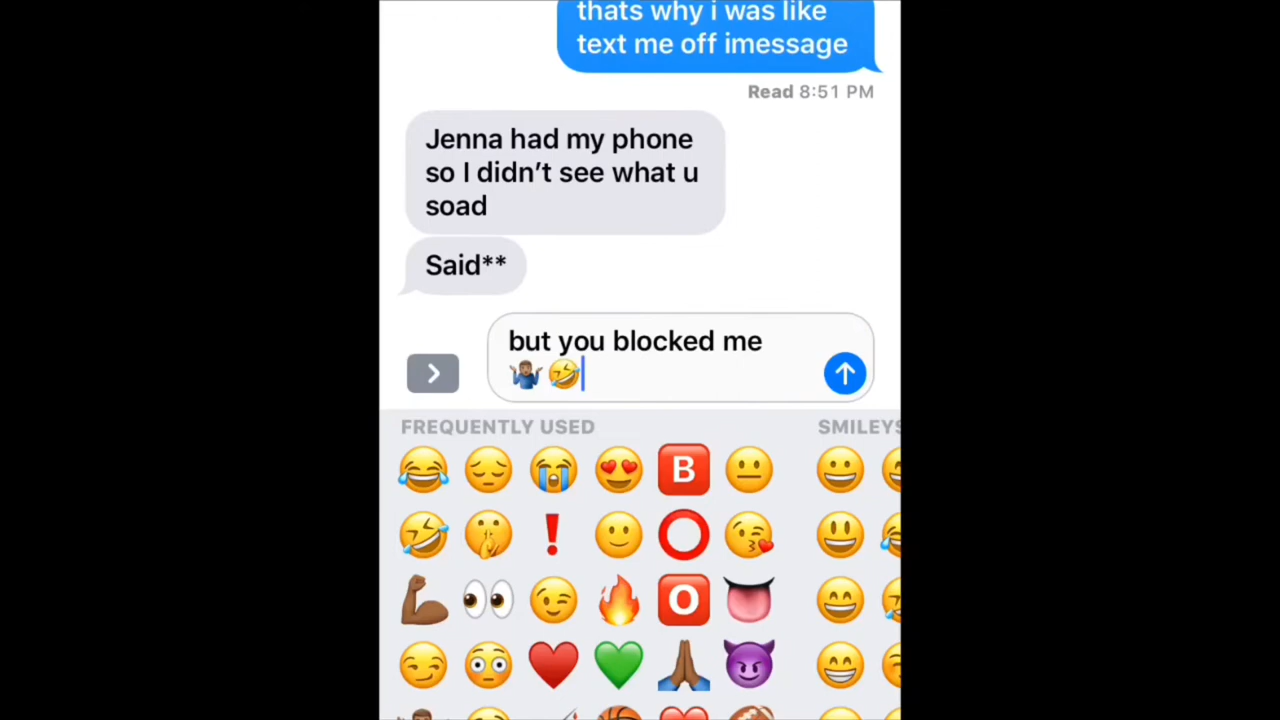 thats why i was like
text me off imessage
Read 8:51 PM
Jenna had my phone
so I didn’t see what u
soad
Said**
but you blocked me
🤷🏽‍♂️ 🤣
FREQUENTLY USED
SMILEYS